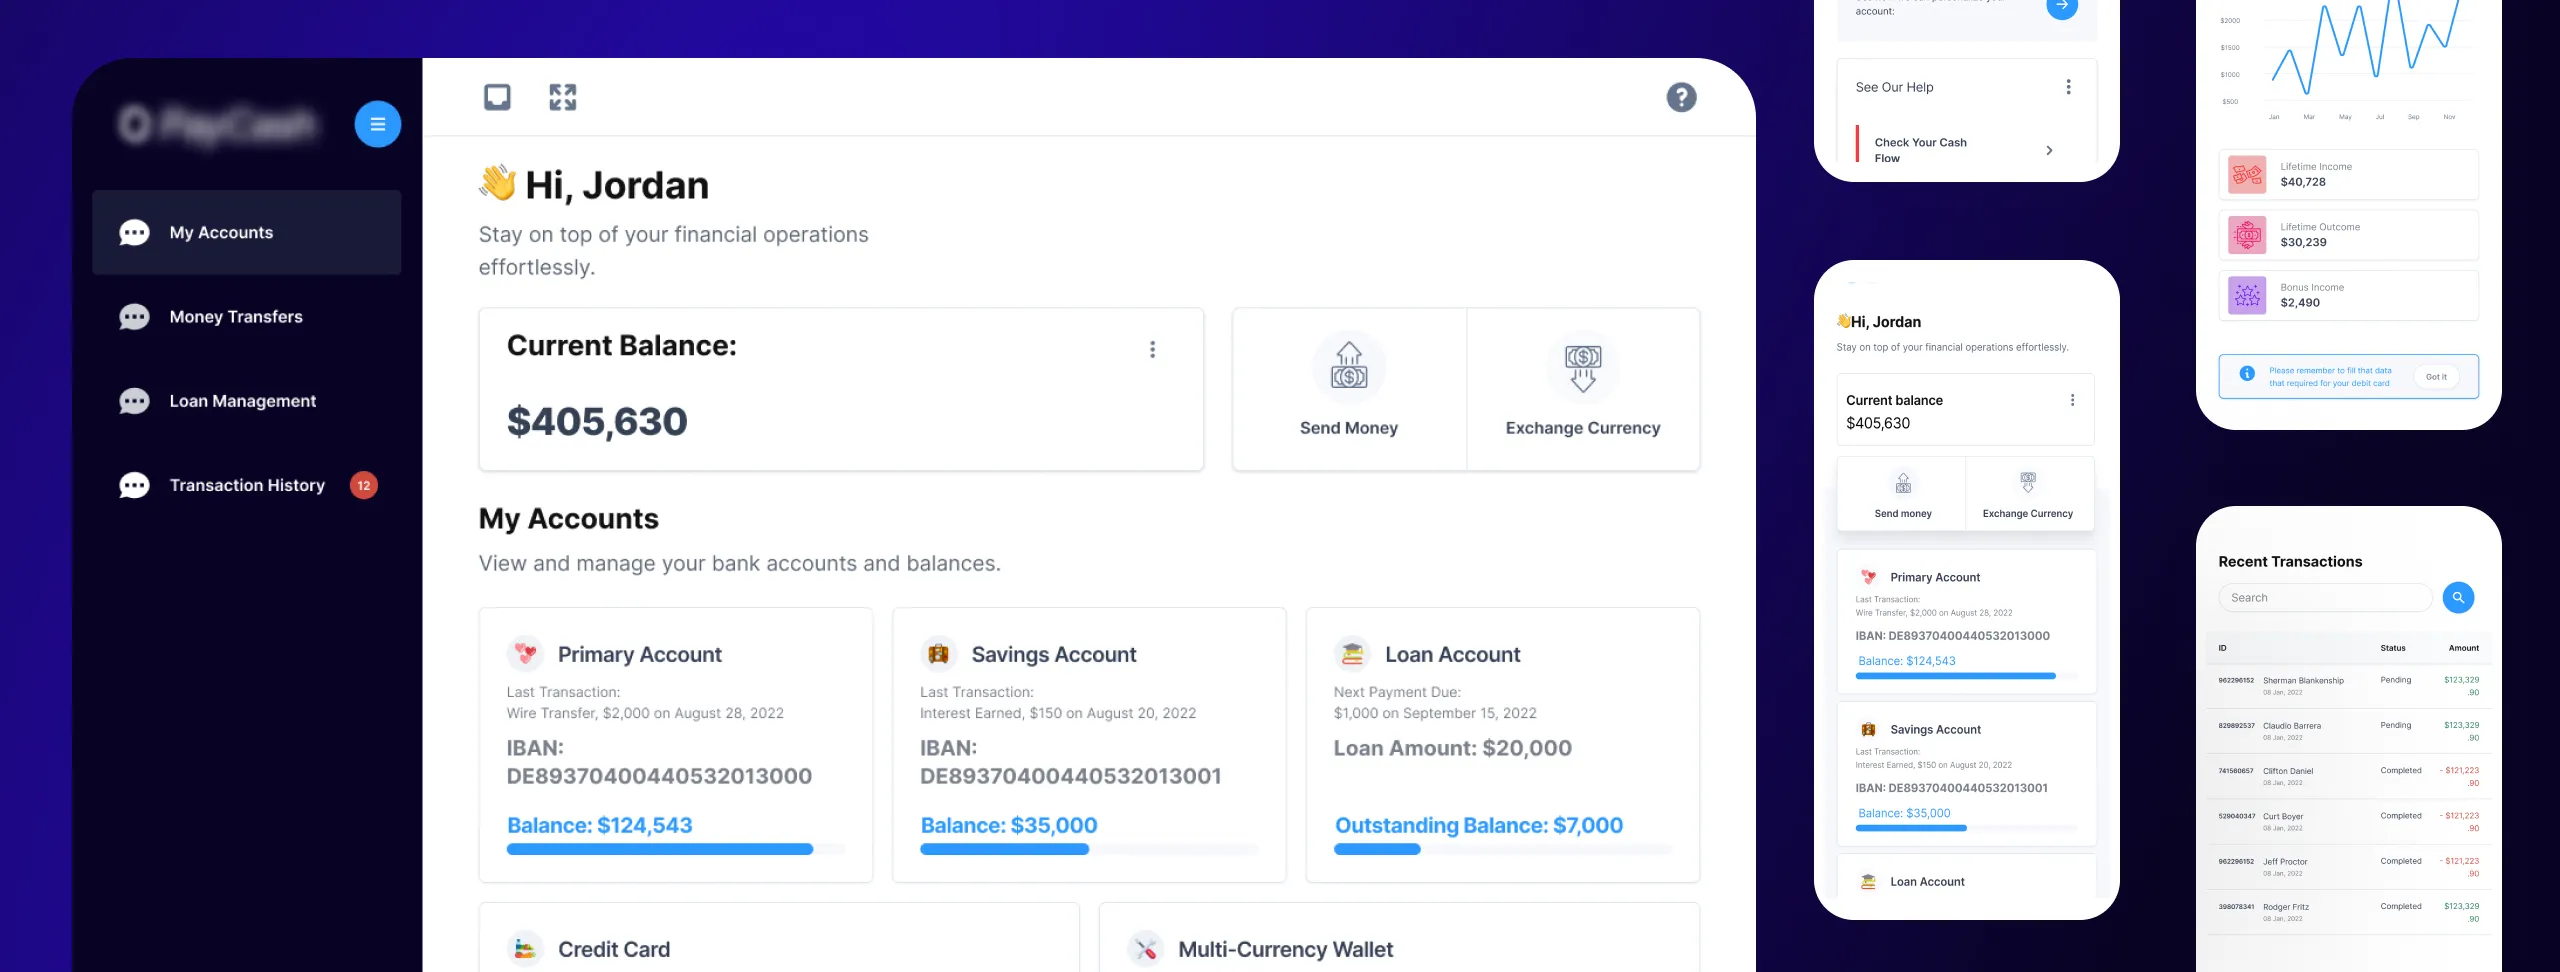 PayCash
My Accounts
Money Transfers
Loan Management
Transaction History 12
👋 Hi, Jordan
Stay on top of your financial operations
effortlessly.
Current Balance:
$405,630
Send Money
Exchange Currency
My Accounts
View and manage your bank accounts and balances.
Primary Account
Last Transaction:
Wire Transfer, $2,000 on August 28, 2022
IBAN:
DE89370400440532013000
Balance: $124,543
Savings Account
Last Transaction:
Interest Earned, $150 on August 20, 2022
IBAN:
DE89370400440532013001
Balance: $35,000
Loan Account
Next Payment Due:
$1,000 on September 15, 2022
Loan Amount: $20,000
Outstanding Balance: $7,000
Credit Card
Multi-Currency Wallet
account:
See Our Help
Check Your Cash
Flow
👋Hi, Jordan
Stay on top of your financial operations effortlessly.
Current balance
$405,630
Send money
Exchange Currency
Primary Account
Last Transaction:
Wire Transfer, $2,000 on August 28, 2022
IBAN: DE89370400440532013000
Balance: $124,543
Savings Account
Last Transaction:
Interest Earned, $150 on August 20, 2022
IBAN: DE89370400440532013001
Balance: $35,000
Loan Account
$2000
$1500
$1000
$500
Jan Mar May Jul Sep Nov
Lifetime Income
$40,728
Lifetime Outcome
$30,239
Bonus Income
$2,490
Please remember to fill that data
that required for your debit card
Got it
Recent Transactions
Search
ID Status Amount
962296152 Sherman Blankenship Pending $123,329
08 Jan, 2022 .90
829892537 Claudio Barrera Pending $123,329
08 Jan, 2022 .90
741560657 Clifton Daniel Completed - $121,223
08 Jan, 2022 .90
529040347 Curt Boyer Completed - $121,223
08 Jan, 2022 .90
962296152 Jeff Proctor Completed - $121,223
08 Jan, 2022 .90
398078341 Rodger Fritz Completed $123,329
08 Jan, 2022 .90